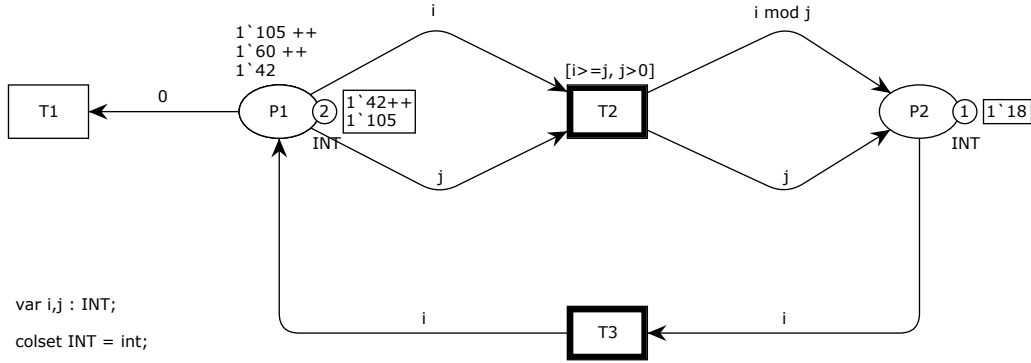 i
i mod j
1`105 ++
1`60 ++
1`42
[i>=j, j>0]
T1
0
P1
2
1`42++
1`105
INT
T2
P2
1
1`18
INT
j
j
var i,j : INT;
i
T3
i
colset INT = int;